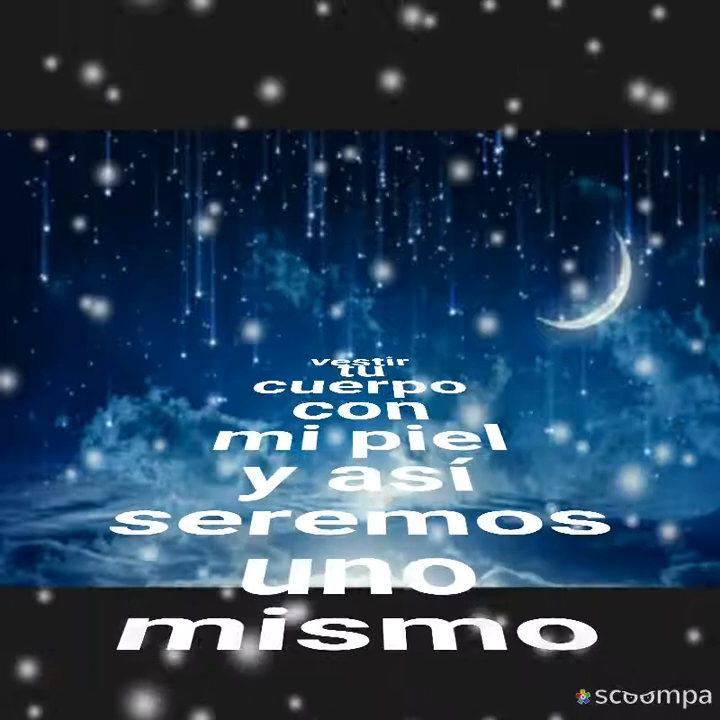 vestir
tu
cuerpo
con
mi piel
y así
seremos
uno
mismo
scoompa